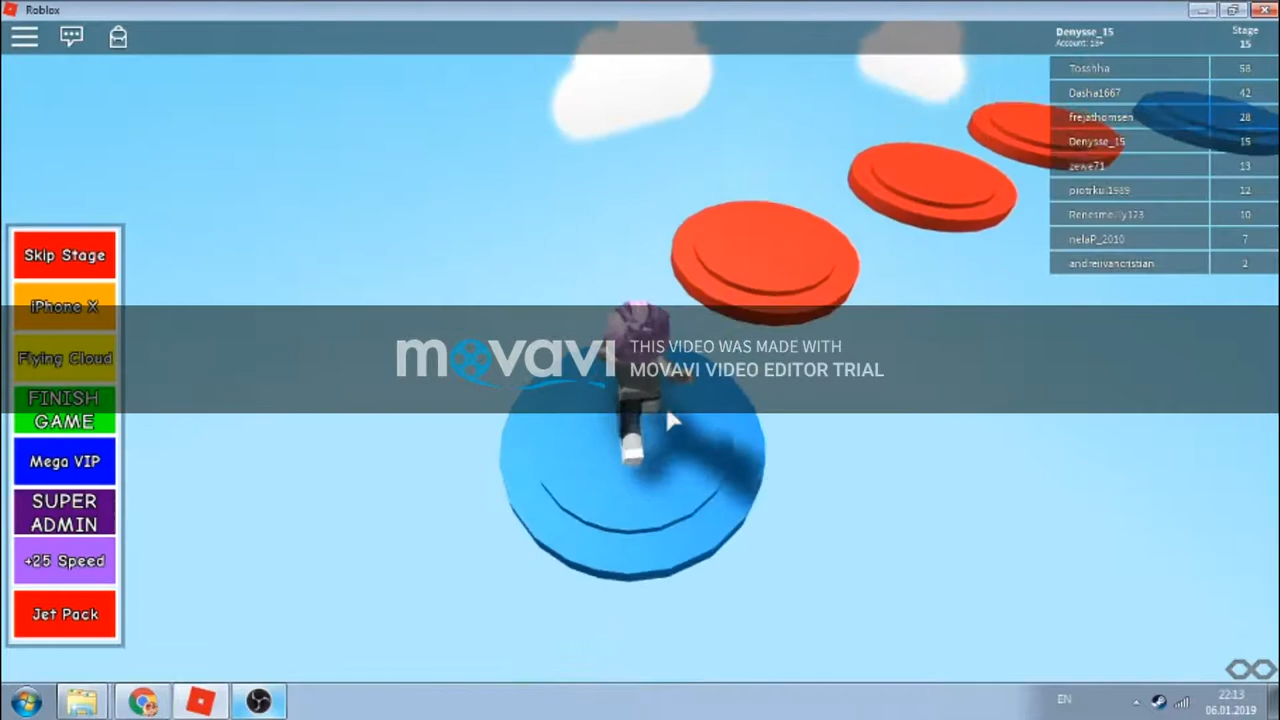 Roblox
Denysse_15
Account: 13+
Stage
15
Tosshha 58
Dasha1667 42
frejathomsen 28
Denysse_15 15
zewe71 13
piotrkul1989 12
10
nelaP_2010 7
andreiivancristian 2
Skip Stage
iPhone X
Flying Cloud
FINISH
GAME
Mega VIP
SUPER
ADMIN
+25 Speed
Jet Pack
movavi
THIS VIDEO WAS MADE WITH
MOVAVI VIDEO EDITOR TRIAL
EN
22:13
06.01.2019